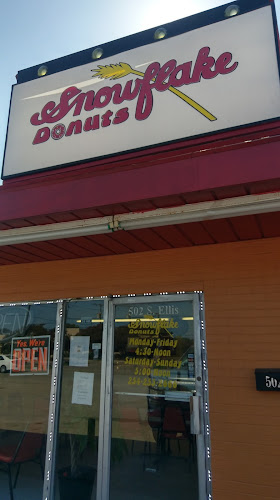 Snowflake
Donuts
502 S. Ellis
Snowflake
Donuts
Monday-Friday
4:30-Noon
Saturday-Sunday
5:00-Noon
Yes We're
OPEN